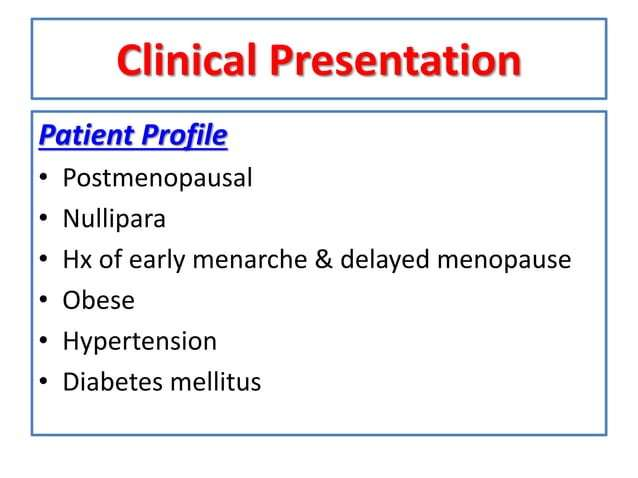 Clinical Presentation
Patient Profile
• Postmenopausal
• Nullipara
• Hx of early menarche & delayed menopause
• Obese
• Hypertension
• Diabetes mellitus